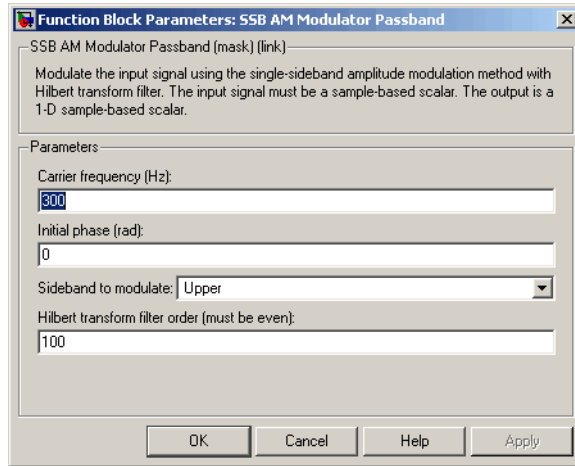 Function Block Parameters: SSB AM Modulator Passband
SSB AM Modulator Passband (mask) (link)
Modulate the input signal using the single-sideband amplitude modulation method with
Hilbert transform filter. The input signal must be a sample-based scalar. The output is a
1-D sample-based scalar.
Parameters
Carrier frequency (Hz):
300
Initial phase (rad):
0
Sideband to modulate: Upper
Hilbert transform filter order (must be even):
100
OK Cancel Help Apply